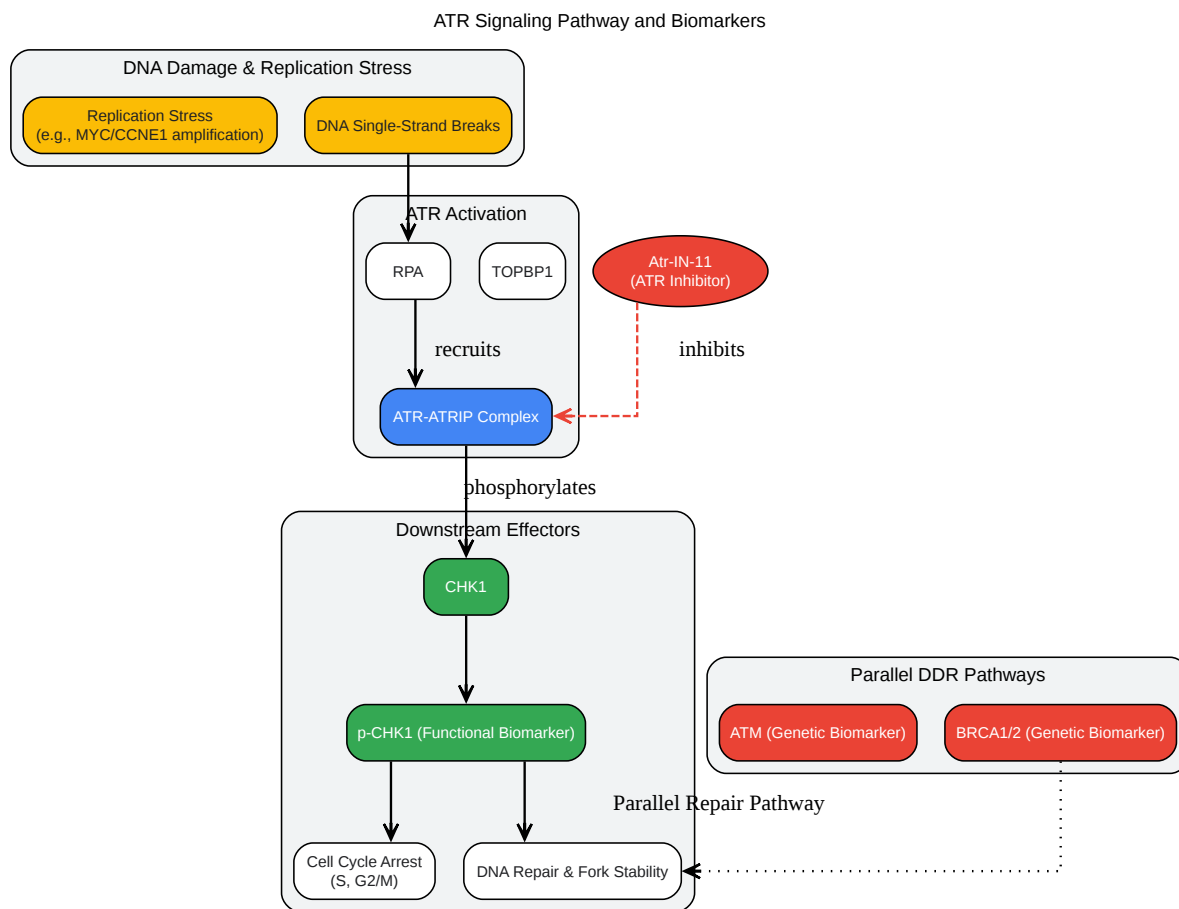 ATR Signaling Pathway and Biomarkers
DNA Damage & Replication Stress
Replication Stress
(e.g., MYC/CCNE1 amplification)
DNA Single-Strand Breaks
ATR Activation
RPA
TOPBP1
Atr-IN-11
(ATR Inhibitor)
recruits
inhibits
ATR-ATRIP Complex
phosphorylates
Downstream Effectors
CHK1
Parallel DDR Pathways
p-CHK1 (Functional Biomarker)
ATM (Genetic Biomarker)
BRCA1/2 (Genetic Biomarker)
Parallel Repair Pathway
Cell Cycle Arrest
(S, G2/M)
DNA Repair & Fork Stability